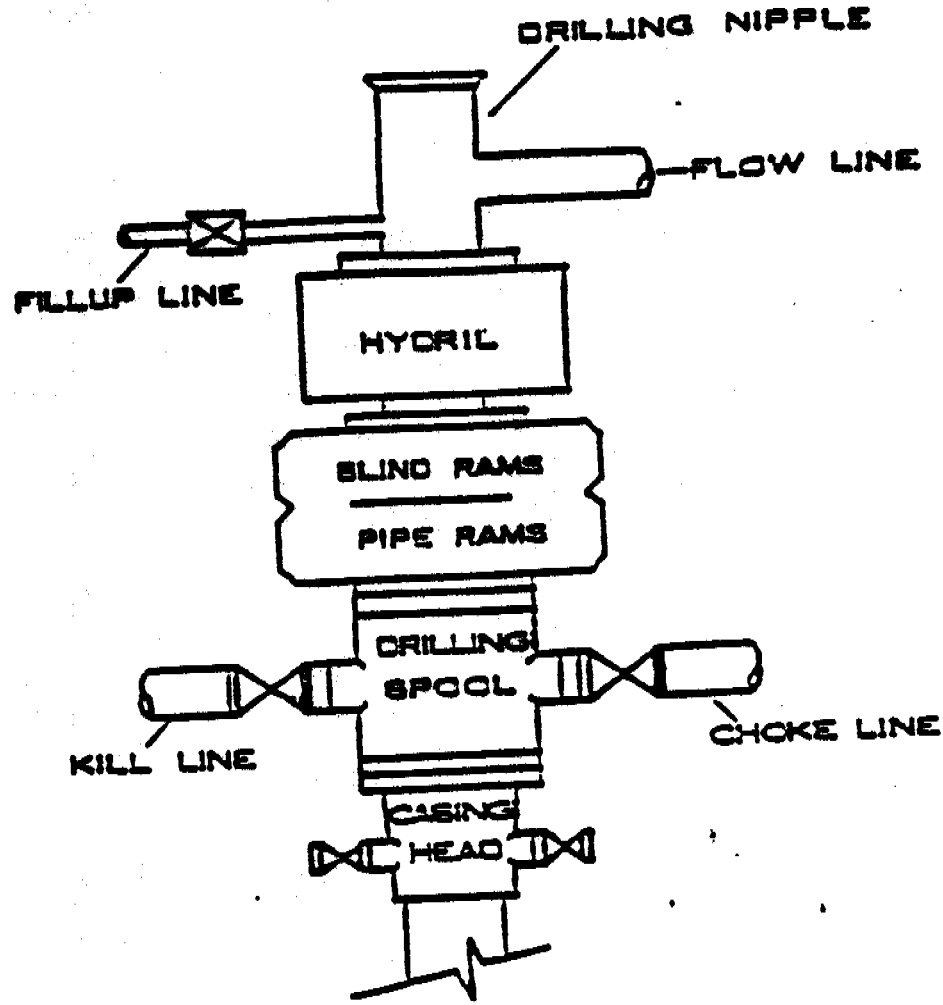 DRILLING NIPPLE
FLOW LINE
FILLUP LINE
HYDRIL
BLIND RAMS
PIPE RAMS
DRILLING
SPOOL
KILL LINE
CHOKE LINE
CASING
HEAD